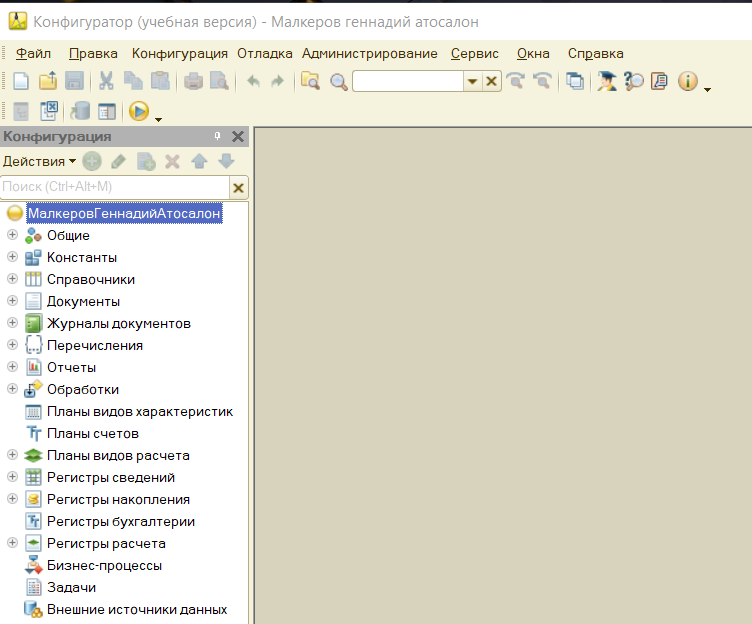 Конфигуратор (учебная версия) - Малкеров геннадий атосалон
Файл Правка Конфигурация Отладка Администрирование Сервис Окна Справка
Конфигурация
Действия
Поиск (Ctrl+Alt+M)
МалкеровГеннадийАтосалон
Общие
Константы
Справочники
Документы
Журналы документов
Перечисления
Отчеты
Обработки
Планы видов характеристик
Планы счетов
Планы видов расчета
Регистры сведений
Регистры накопления
Регистры бухгалтерии
Регистры расчета
Бизнес-процессы
Задачи
Внешние источники данных